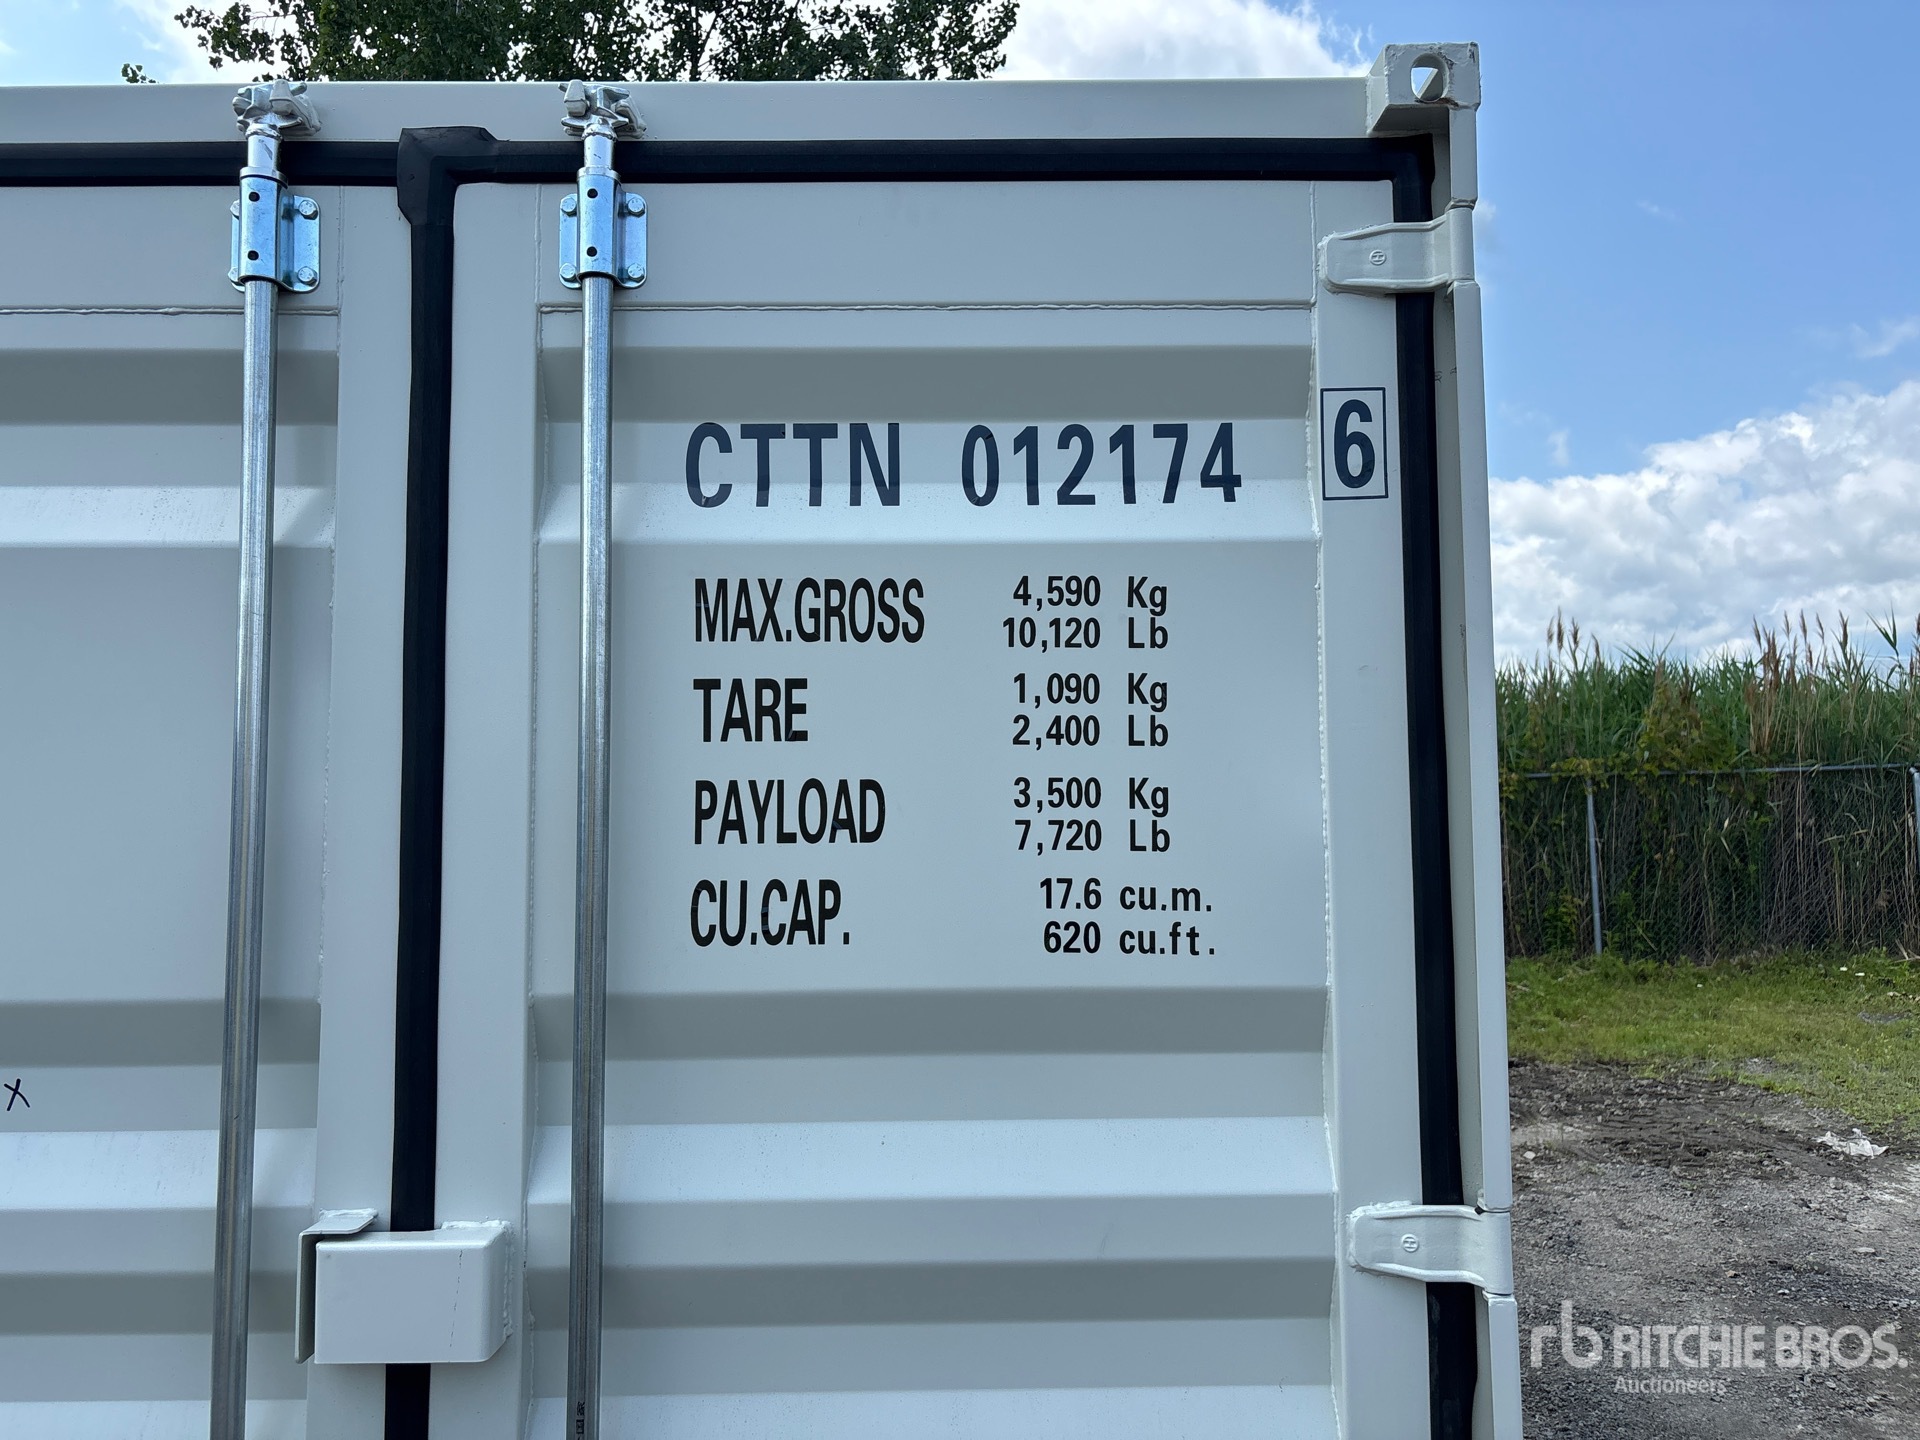 CTTN 012174 6
MAX.GROSS 4,590 Kg
10,120 Lb
TARE 1,090 Kg
2,400 Lb
PAYLOAD 3,500 Kg
7,720 Lb
CU.CAP. 17.6 cu.m.
620 cu.ft.
x
rb RITCHIE BROS.
Auctioneers